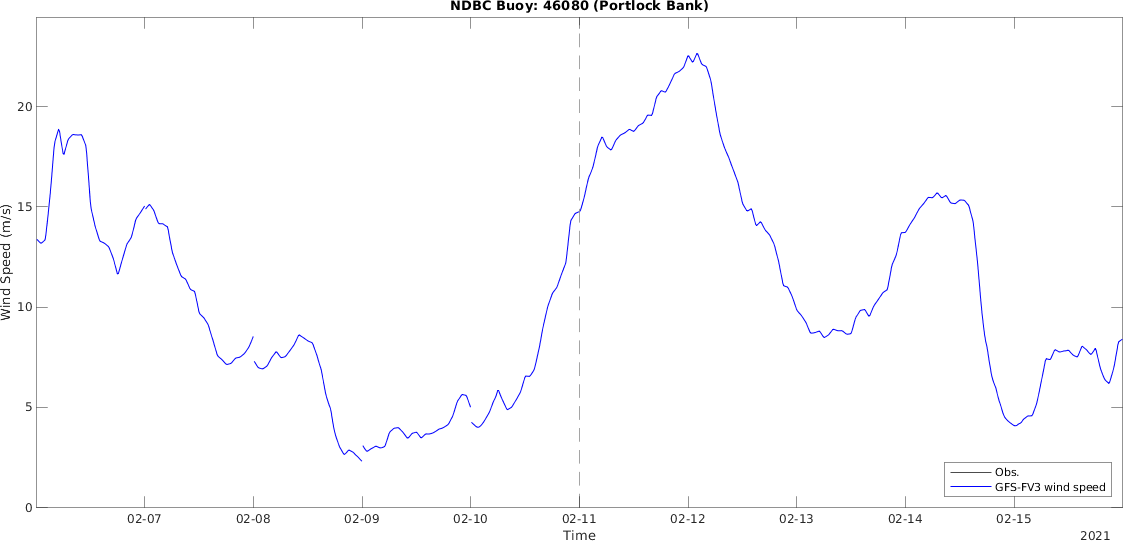 NDBC Buoy: 46080 (Portlock Bank)
20
15
10
5
0
Wind Speed (m/s)
02-07 02-08 02-09 02-10 02-11 02-12 02-13 02-14 02-15
Time
2021
Obs.
GFS-FV3 wind speed